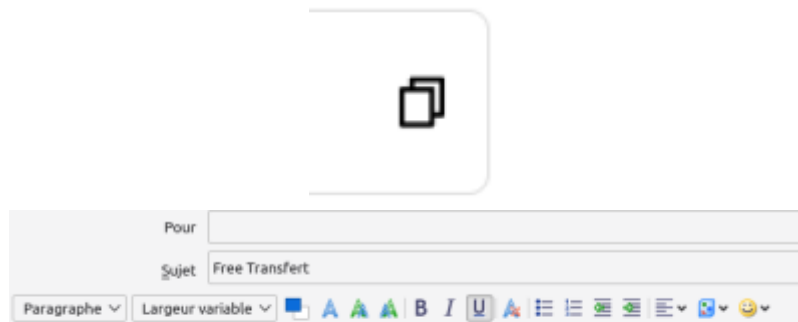 Pour
Sujet Free Transfert
Paragraphe Largeur variable A A A B I U A